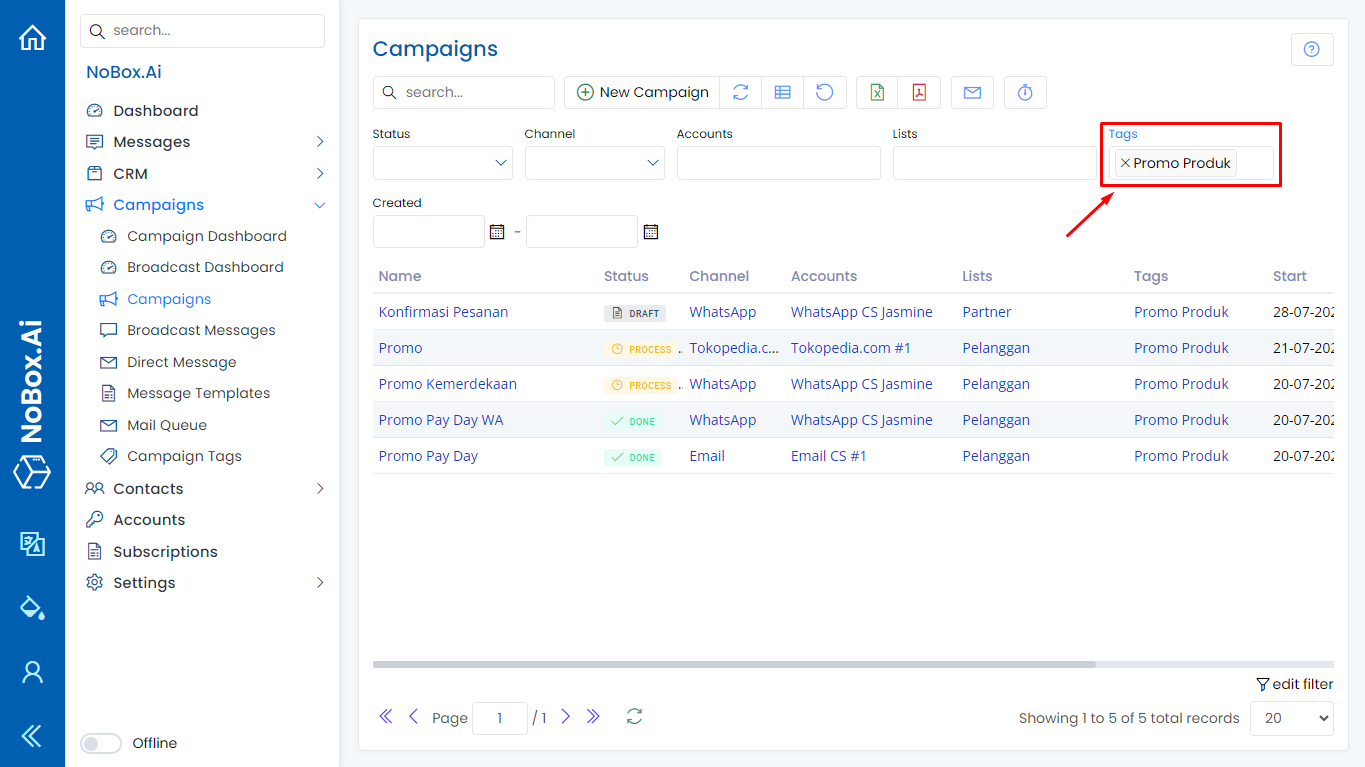 search...
NoBox.Ai
Dashboard
Messages
CRM
Campaigns
Campaign Dashboard
Broadcast Dashboard
Campaigns
Broadcast Messages
Direct Message
Message Templates
Mail Queue
Campaign Tags
Contacts
Accounts
Subscriptions
Settings
Offline
NoBox.Ai
Campaigns
search...
New Campaign
Status Channel Accounts Lists Tags
Promo Produk
Created
-
Name Status Channel Accounts Lists Tags Start
Konfirmasi Pesanan DRAFT WhatsApp WhatsApp CS Jasmine Partner Promo Produk 28-07-202
Promo PROCESS . Tokopedia.c... Tokopedia.com #1 Pelanggan Promo Produk 21-07-202
Promo Kemerdekaan PROCESS . WhatsApp WhatsApp CS Jasmine Pelanggan Promo Produk 20-07-202
Promo Pay Day WA DONE WhatsApp WhatsApp CS Jasmine Pelanggan Promo Produk 20-07-202
Promo Pay Day DONE Email Email CS #1 Pelanggan Promo Produk 20-07-202
edit filter
Page 1 / 1
Showing 1 to 5 of 5 total records 20